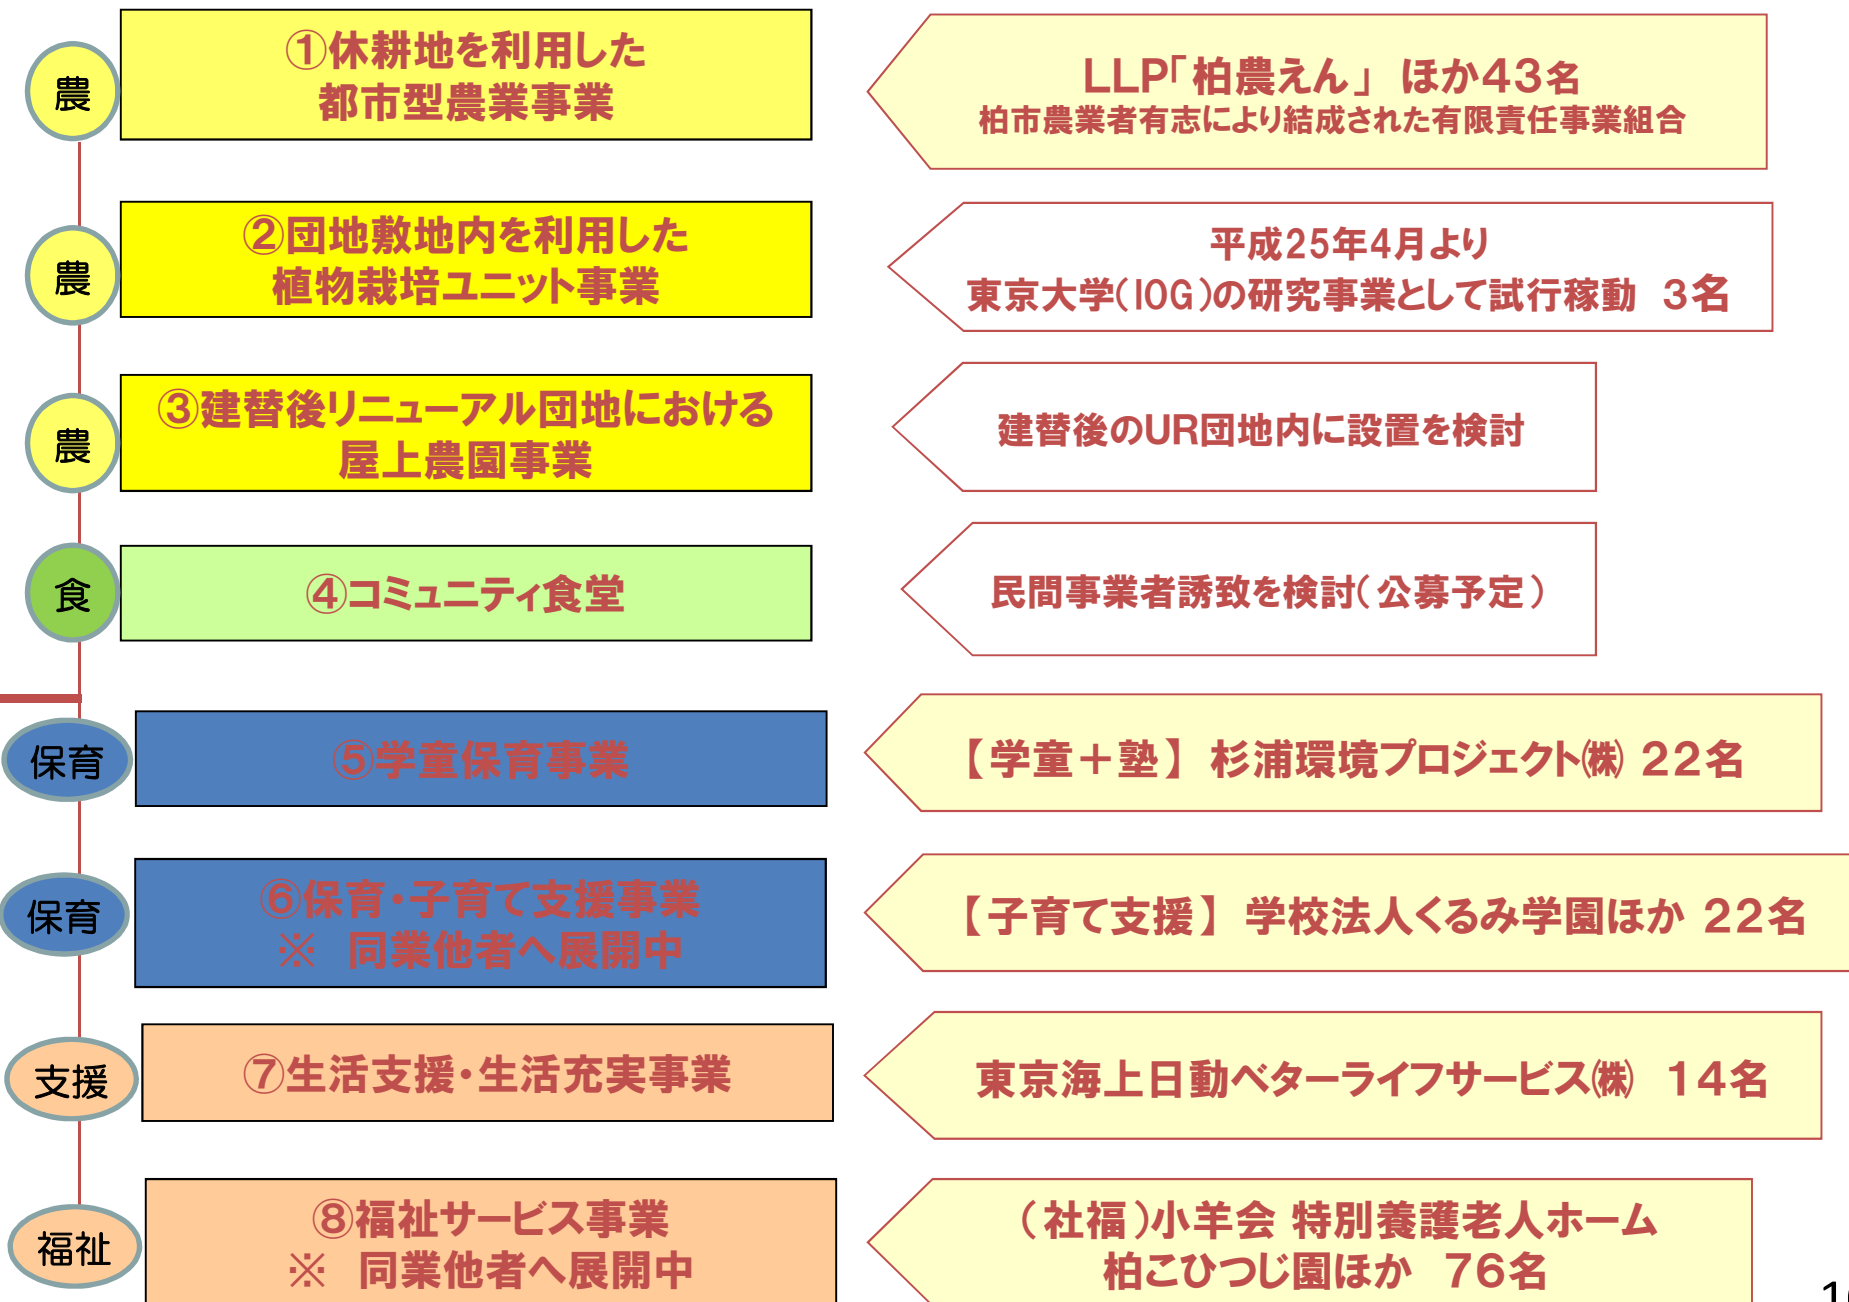 農
①休耕地を利用した
都市型農業事業
LLP「柏農えん」 ほか43名
柏市農業者有志により結成された有限責任事業組合
農
②団地敷地内を利用した
植物栽培ユニット事業
平成25年4月より
東京大学(IOG)の研究事業として試行稼動 3名
農
③建替後リニューアル団地における
屋上農園事業
建替後のUR団地内に設置を検討
食
④コミュニティ食堂
民間事業者誘致を検討(公募予定)
保育
⑤学童保育事業
【学童+塾】 杉浦環境プロジェクト㈱ 22名
保育
⑥保育・子育て支援事業
※ 同業他者へ展開中
【子育て支援】 学校法人くるみ学園ほか 22名
支援
⑦生活支援・生活充実事業
東京海上日動ベターライフサービス㈱ 14名
福祉
⑧福祉サービス事業
※ 同業他者へ展開中
(社福)小羊会 特別養護老人ホーム
柏こひつじ園ほか 76名